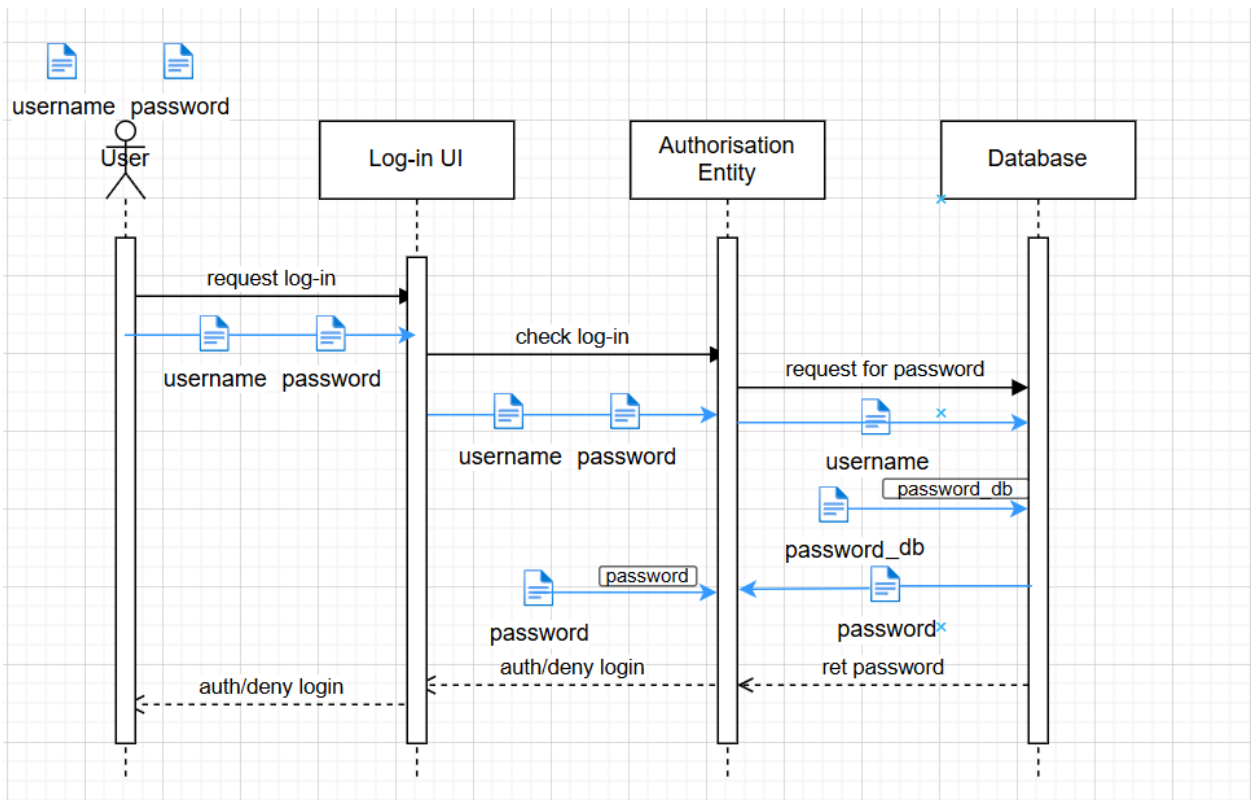 username password
User
Log-in UI
Authorisation
Entity
Database
request log-in
username password
check log-in
username password
request for password
username
password_db
password_db
password
password
password
auth/deny login
ret password
auth/deny login